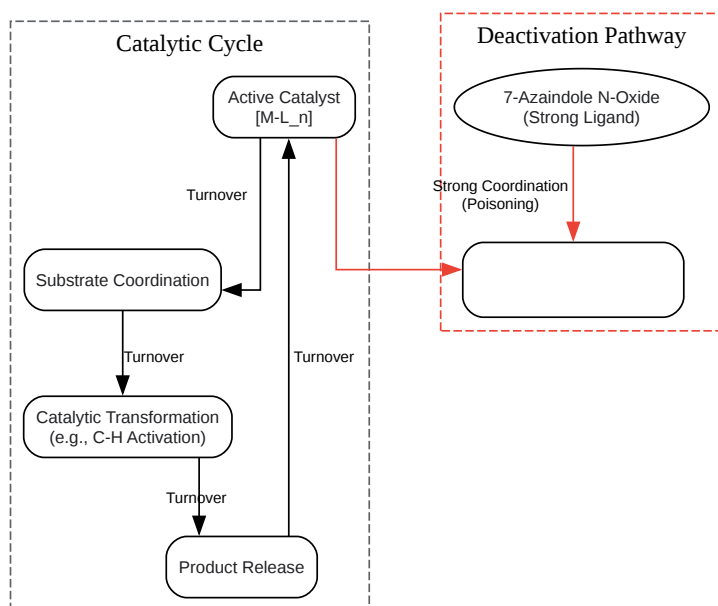 Catalytic Cycle
Active Catalyst
[M-L_n]
Turnover
Substrate Coordination
Turnover
Turnover
Catalytic Transformation
(e.g., C-H Activation)
Turnover
Product Release
Deactivation Pathway
7-Azaindole N-Oxide
(Strong Ligand)
Strong Coordination
(Poisoning)